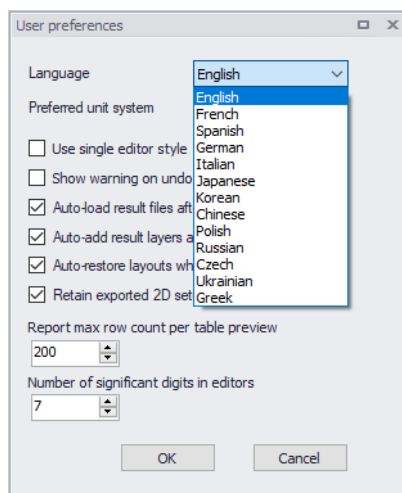 User preferences
Language
English
English
French
Spanish
German
Italian
Japanese
Korean
Chinese
Polish
Russian
Czech
Ukrainian
Greek
Preferred unit system
Use single editor style
Show warning on undo
Auto-load result files aft
Auto-add result layers a
Auto-restore layouts wh
Retain exported 2D set
Report max row count per table preview
200
Number of significant digits in editors
7
OK
Cancel